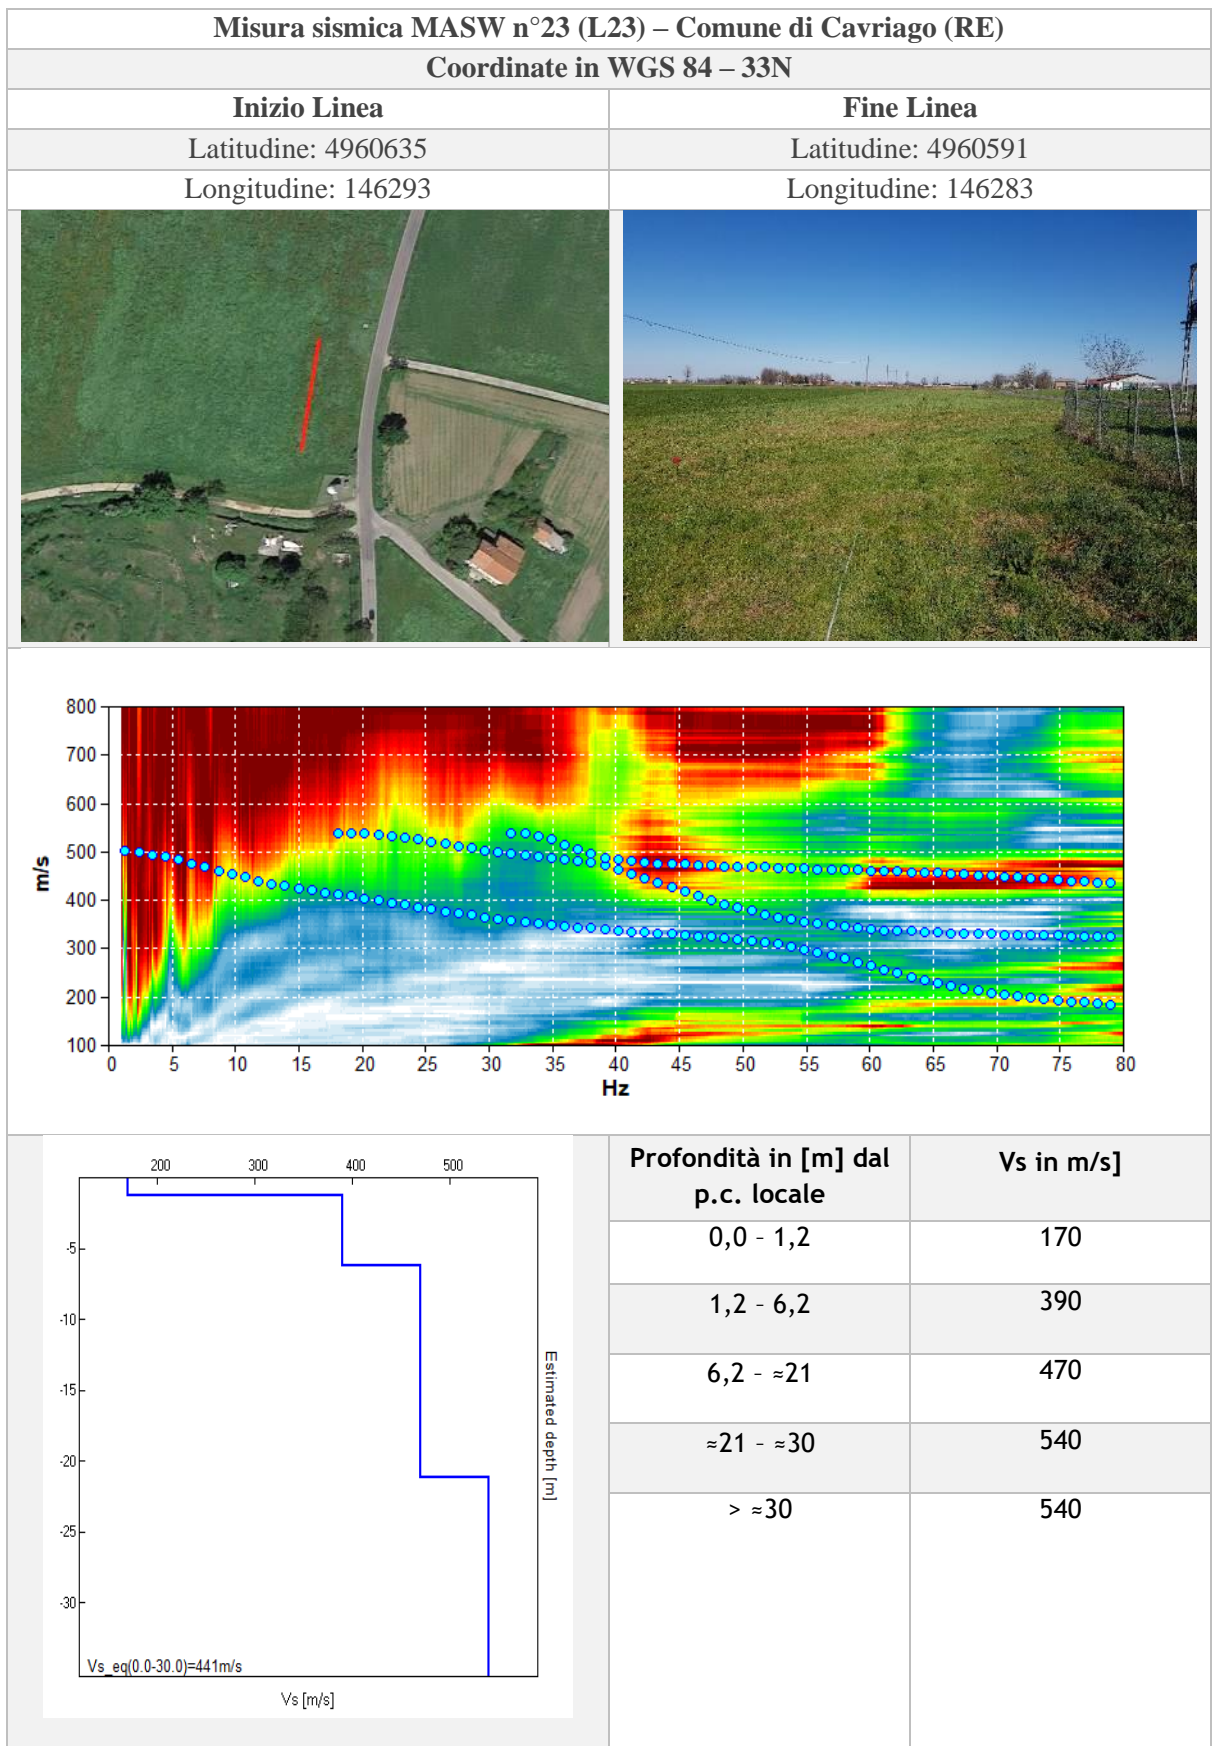 Misura sismica MASW n°23 (L23) – Comune di Cavriago (RE)
Coordinate in WGS 84 – 33N
Inizio Linea
Fine Linea
Latitudine: 4960635
Latitudine: 4960591
Longitudine: 146293
Longitudine: 146283
800
700
600
500
400
300
200
100
m/s
0 5 10 15 20 25 30 35 40 45 50 55 60 65 70 75 80
Hz
200 300 400 500
-5
-10
-15
-20
-25
-30
Estimated depth [m]
Vs_eq(0.0-30.0)=441m/s
Vs [m/s]
Profondità in [m] dal
p.c. locale
Vs in m/s]
0,0 – 1,2
170
1,2 – 6,2
390
6,2 – ≈21
470
≈21 – ≈30
540
> ≈30
540